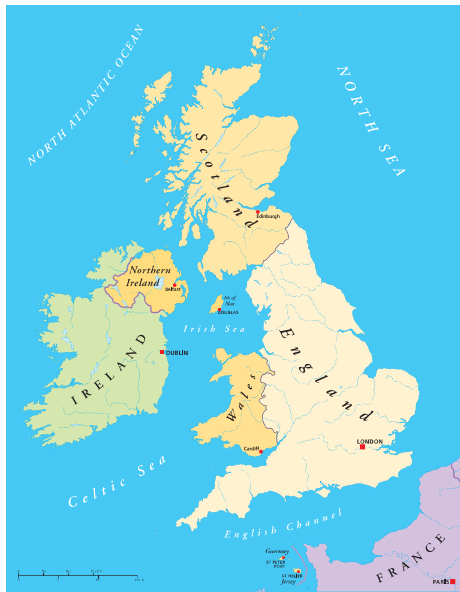 NORTH ATLANTIC OCEAN
NORTH SEA
Scotland
Edinburgh
Northern
Ireland
Belfast
Isle of
Man
DOUGLAS
Irish Sea
IRELAND
DUBLIN
England
Wales
Cardiff
LONDON
Celtic Sea
English Channel
Guernsey
ST PETER
PORT
ST HELIER
Jersey
FRANCE
PARIS